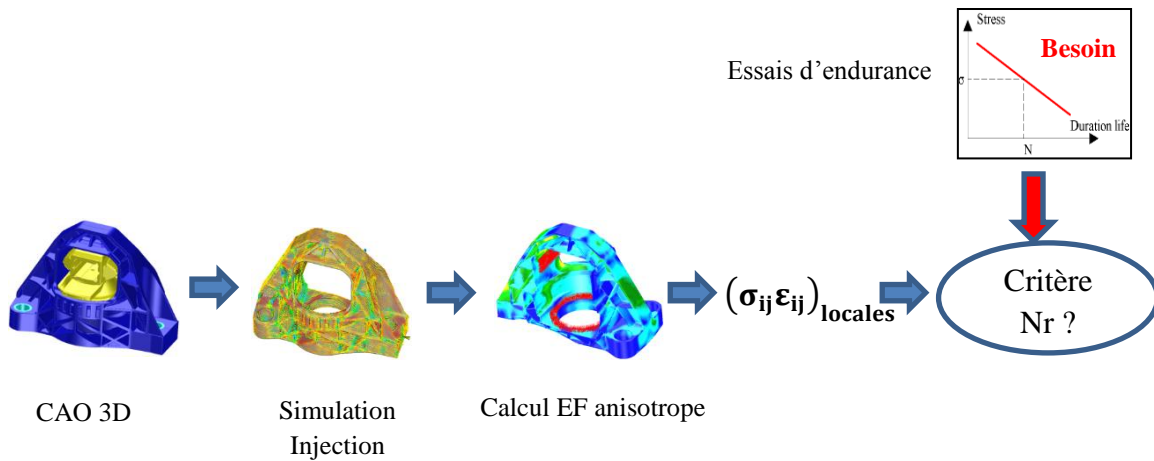 Stress
Besoin
Essais d'endurance
σ
Duration life
N
(σij εij)locales
Critère
Nr ?
CAO 3D
Simulation
Injection
Calcul EF anisotrope